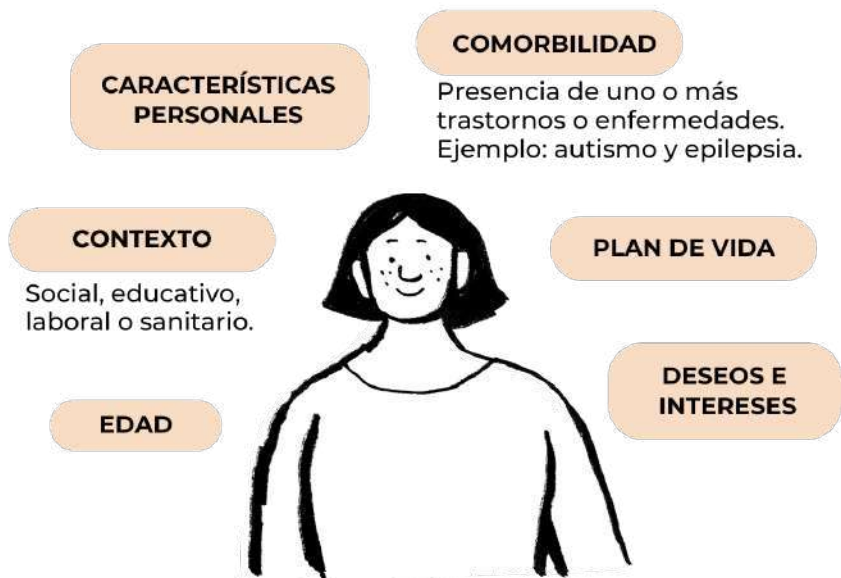 CARACTERÍSTICAS
PERSONALES
COMORBILIDAD
Presencia de uno o más
trastornos o enfermedades.
Ejemplo: autismo y epilepsia.
CONTEXTO
Social, educativo,
laboral o sanitario.
PLAN DE VIDA
EDAD
DESEOS E
INTERESES